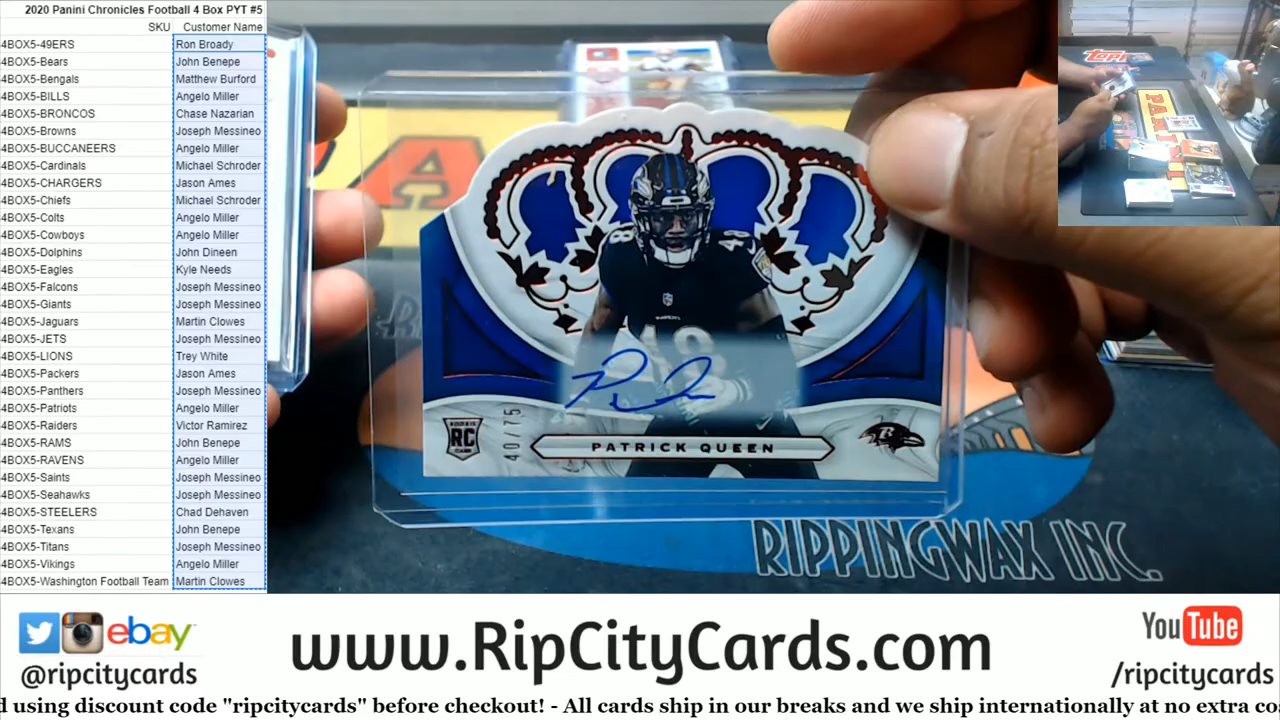 2020 Panini Chronicles Football 4 Box PYT #5
SKU Customer Name
4BOX5-49ERS Ron Broady
4BOX5-Bears John Benepe
4BOX5-Bengals Matthew Burford
4BOX5-BILLS Angelo Miller
4BOX5-BRONCOS Chase Nazarian
4BOX5-Browns Joseph Messineo
4BOX5-BUCCANEERS Angelo Miller
4BOX5-Cardinals Michael Schroder
4BOX5-CHARGERS Jason Ames
4BOX5-Chiefs Michael Schroder
4BOX5-Colts Angelo Miller
4BOX5-Cowboys Angelo Miller
4BOX5-Dolphins John Dineen
4BOX5-Eagles Kyle Needs
4BOX5-Falcons Joseph Messineo
4BOX5-Giants Joseph Messineo
4BOX5-Jaguars Martin Clowes
4BOX5-JETS Joseph Messineo
4BOX5-LIONS Trey White
4BOX5-Packers Jason Ames
4BOX5-Panthers Joseph Messineo
4BOX5-Patriots Angelo Miller
4BOX5-Raiders Victor Ramirez
4BOX5-RAMS John Benepe
4BOX5-RAVENS Angelo Miller
4BOX5-Saints Joseph Messineo
4BOX5-Seahawks Joseph Messineo
4BOX5-STEELERS Chad Dehaven
4BOX5-Texans John Benepe
4BOX5-Titans Joseph Messineo
4BOX5-Vikings Angelo Miller
4BOX5-Washington Football Team Martin Clowes
48
48
ROOKIE
RC
CARD
40/75
PATRICK QUEEN
RIPPINGWAX INC.
Topps
PANINI
ebay
@ripcitycards
www.RipCityCards.com
YouTube
/ripcitycards
d using discount code "ripcitycards" before checkout! - All cards ship in our breaks and we ship internationally at no extra co